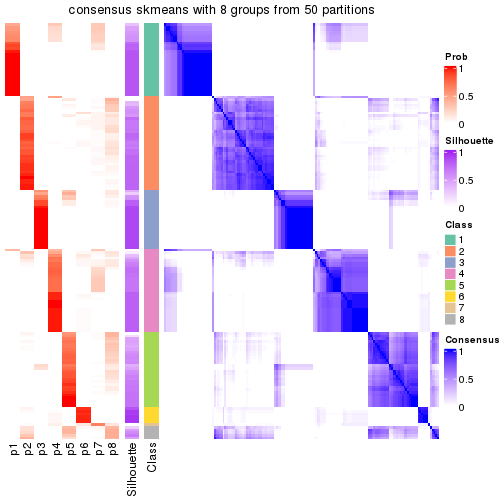 consensus skmeans with 8 groups from 50 partitions
Prob
1
0.5
0
Silhouette
1
0.5
0
Class
1
2
3
4
5
6
7
8
Consensus
1
0.5
0
p1
p2
p3
p4
p5
p6
p7
p8
Silhouette
Class